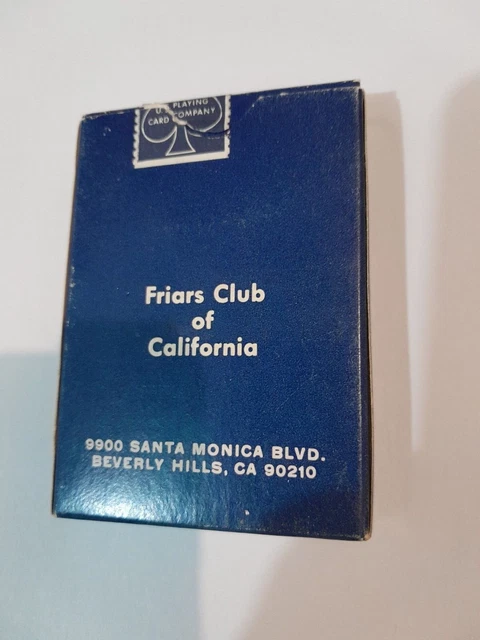 U.S. PLAYING
CARD COMPANY
Friars Club
of
California
9900 SANTA MONICA BLVD.
BEVERLY HILLS, CA 90210